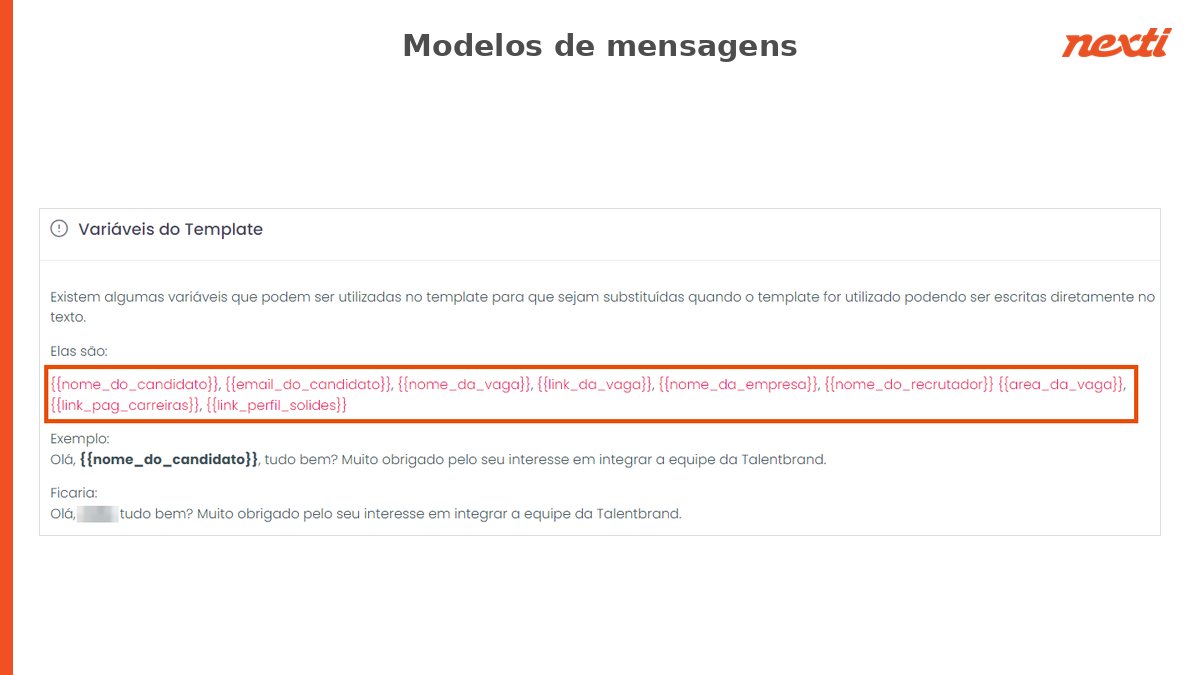 Modelos de mensagens
nexti
Variáveis do Template
Existem algumas variáveis que podem ser utilizadas no template para que sejam substituídas quando o template for utilizado podendo ser escritas diretamente no
texto.
Elas são:
{{nome_do_candidato}}, {{email_do_candidato}}, {{nome_da_vaga}}, {{link_da_vaga}}, {{nome_da_empresa}}, {{nome_do_recrutador}} {{area_da_vaga}},
{{link_pag_carreiras}}, {{link_perfil_solides}}
Exemplo:
Olá, {{nome_do_candidato}}, tudo bem? Muito obrigado pelo seu interesse em integrar a equipe da Talentbrand.
Ficaria:
Olá, tudo bem? Muito obrigado pelo seu interesse em integrar a equipe da Talentbrand.